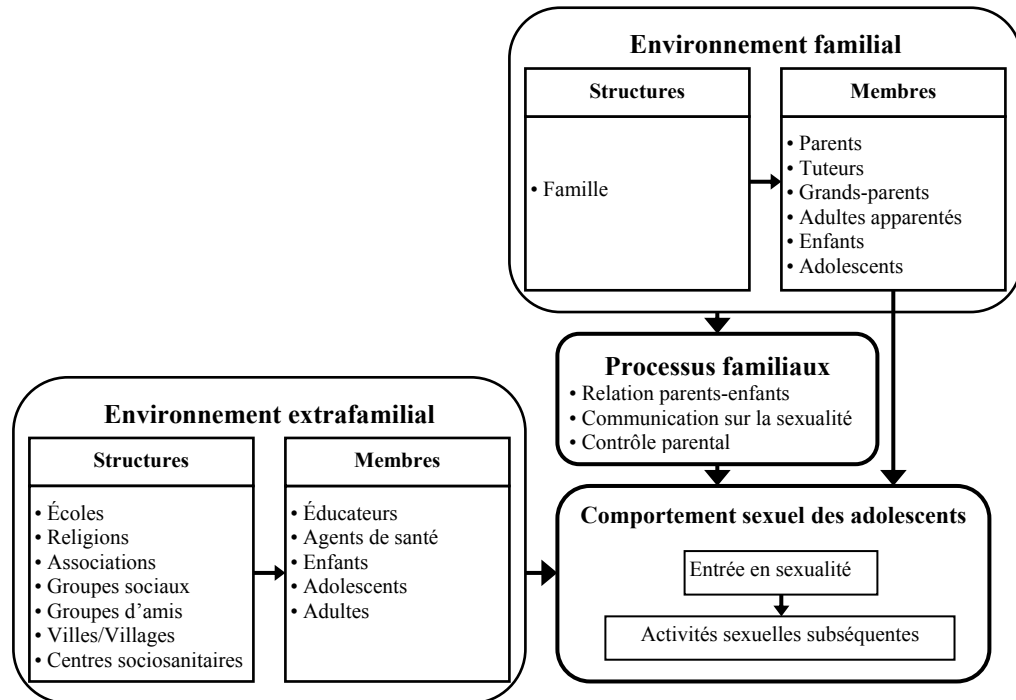 Environnement familial
Structures
• Famille
Membres
• Parents
• Tuteurs
• Grands-parents
• Adultes apparentés
• Enfants
• Adolescents
Processus familiaux
• Relation parents-enfants
• Communication sur la sexualité
• Contrôle parental
Environnement extrafamilial
Structures
• Écoles
• Religions
• Associations
• Groupes sociaux
• Groupes d'amis
• Villes/Villages
• Centres sociosanitaires
Membres
• Éducateurs
• Agents de santé
• Enfants
• Adolescents
• Adultes
Comportement sexuel des adolescents
Entrée en sexualité
Activités sexuelles subséquentes